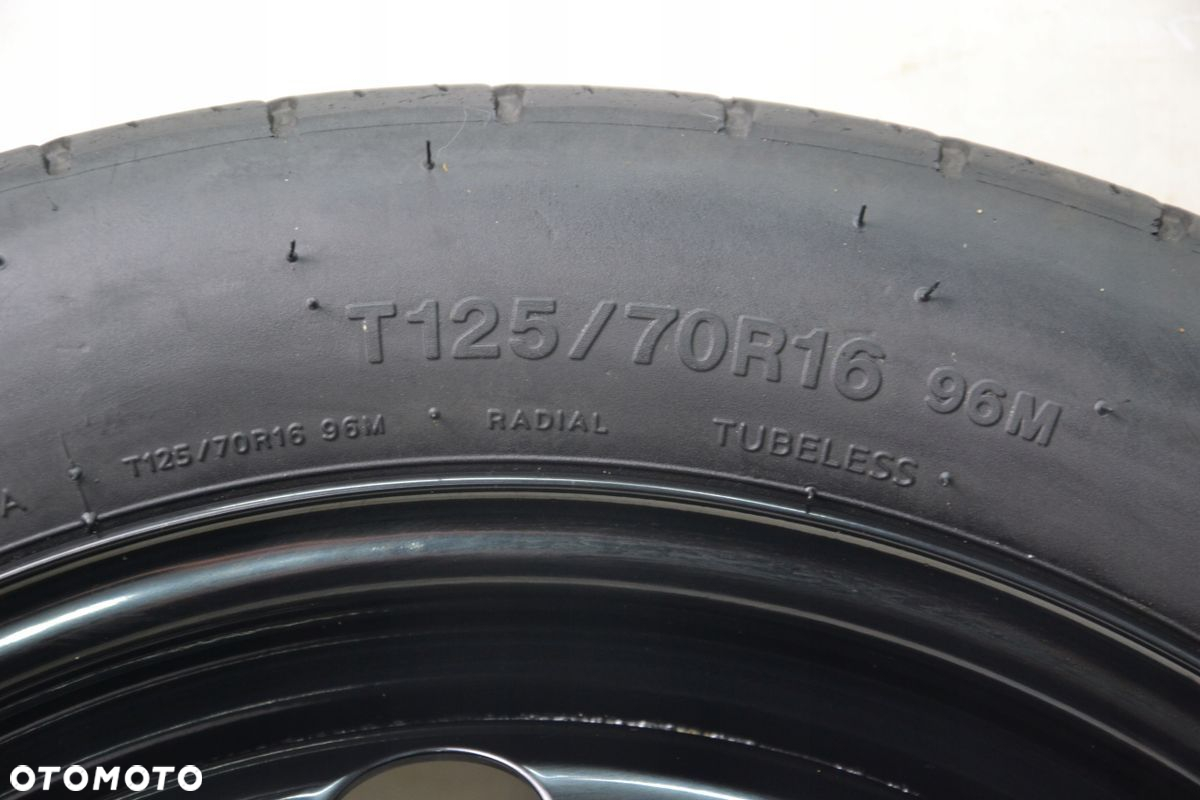 T125/70R16 96M
T125/70R16 96M RADIAL TUBELESS
A
OTOMOTO